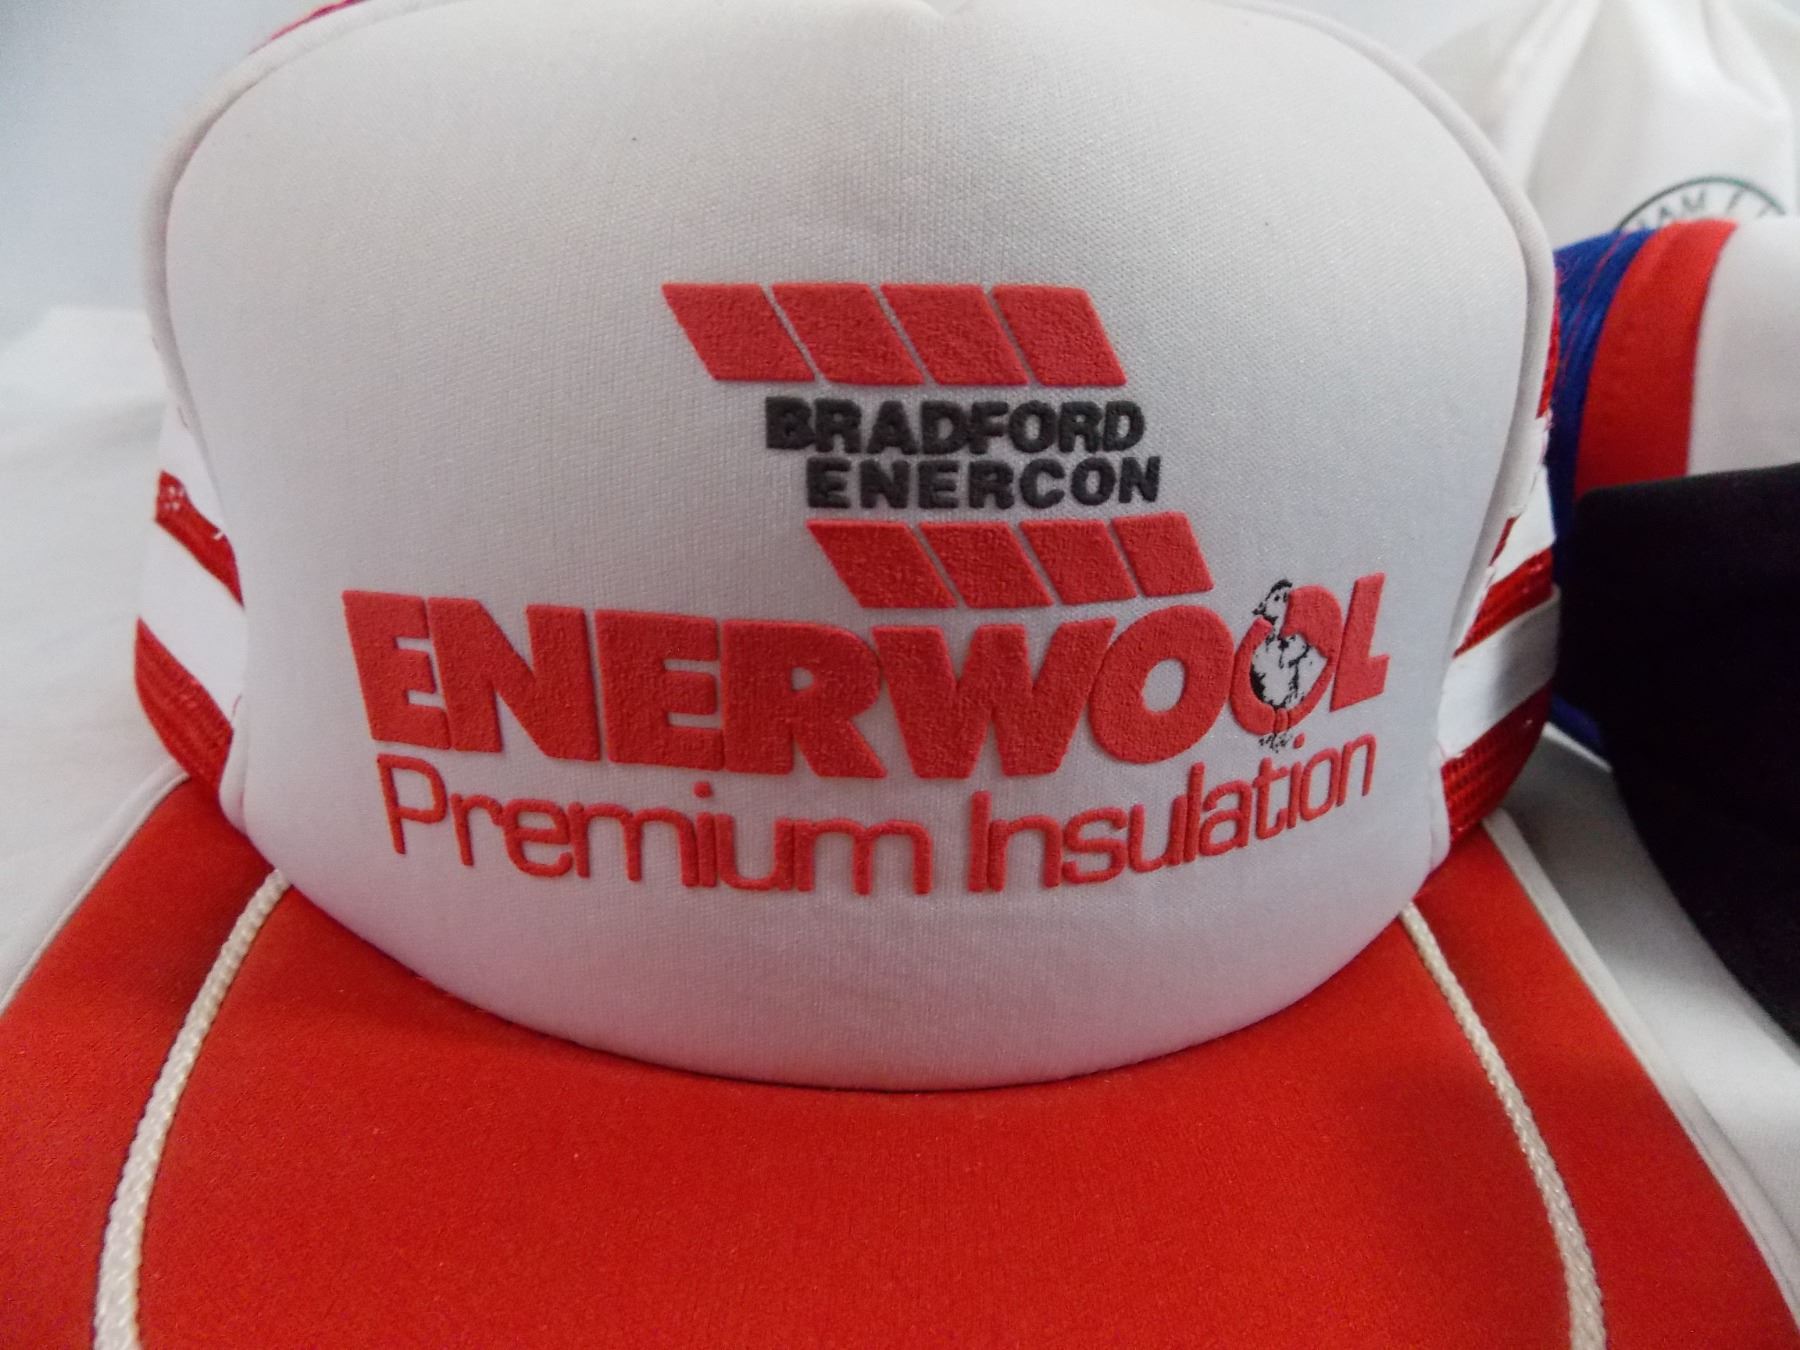 BRADFORD
ENERCON
ENERWOOL
Premium Insulation